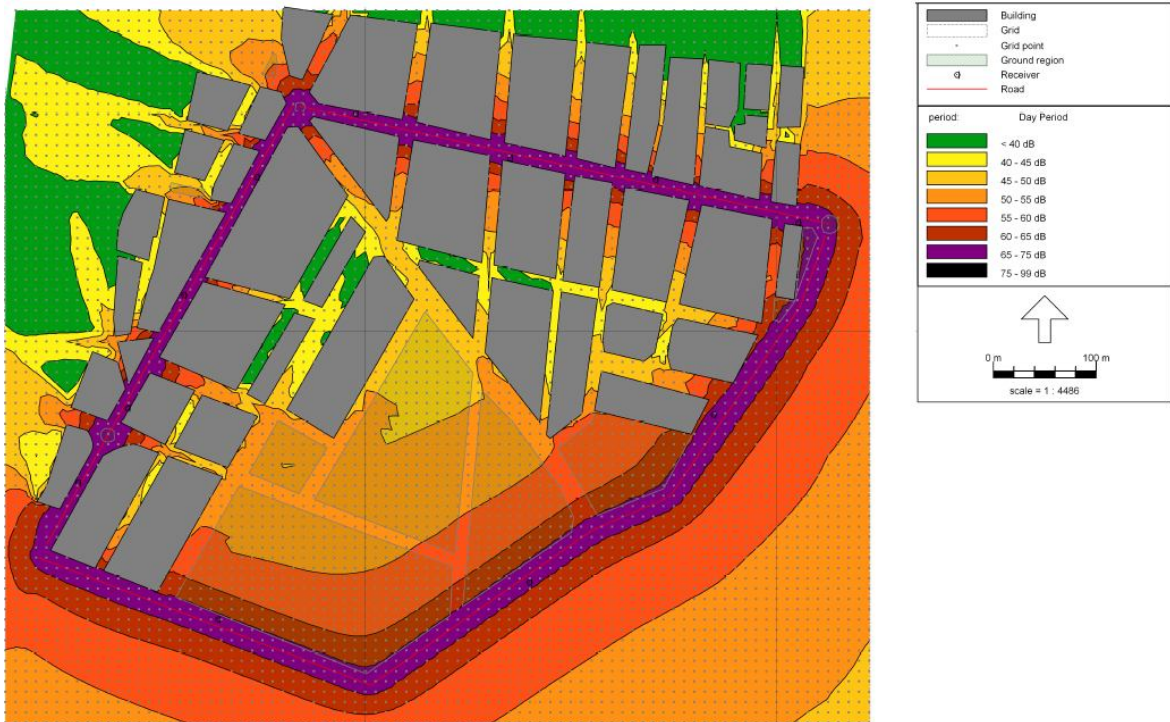 Building
Grid
Grid point
Ground region
Receiver
Road
period: Day Period
< 40 dB
40 - 45 dB
45 - 50 dB
50 - 55 dB
55 - 60 dB
60 - 65 dB
65 - 75 dB
75 - 99 dB
0 m 100 m
scale = 1 : 4486